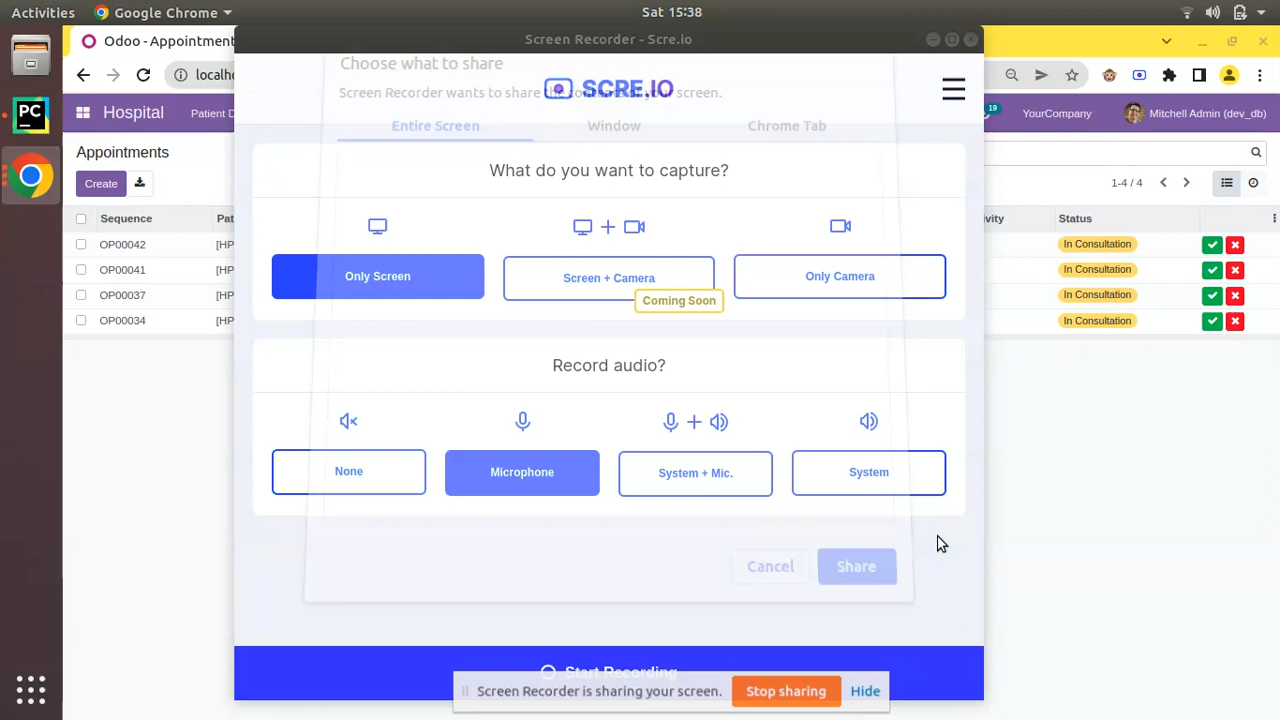 Activities Google Chrome Sat 15:38
Odoo - Appointment
Screen Recorder - Scre.io
localh
Choose what to share
SCRE.IO
Screen Recorder wants to share the contents of your screen.
Hospital Patient D 19 YourCompany Mitchell Admin (dev_db)
Entire Screen Window Chrome Tab
Appointments
What do you want to capture?
Create 1-4 / 4
Sequence Pat vity Status
OP00042 [HP In Consultation
OP00041 [HP In Consultation
OP00037 [HP In Consultation
OP00034 [HP In Consultation
Only Screen Screen + Camera Only Camera
Coming Soon
Record audio?
None Microphone System + Mic. System
Cancel Share
Start Recording
Screen Recorder is sharing your screen. Stop sharing Hide
PC